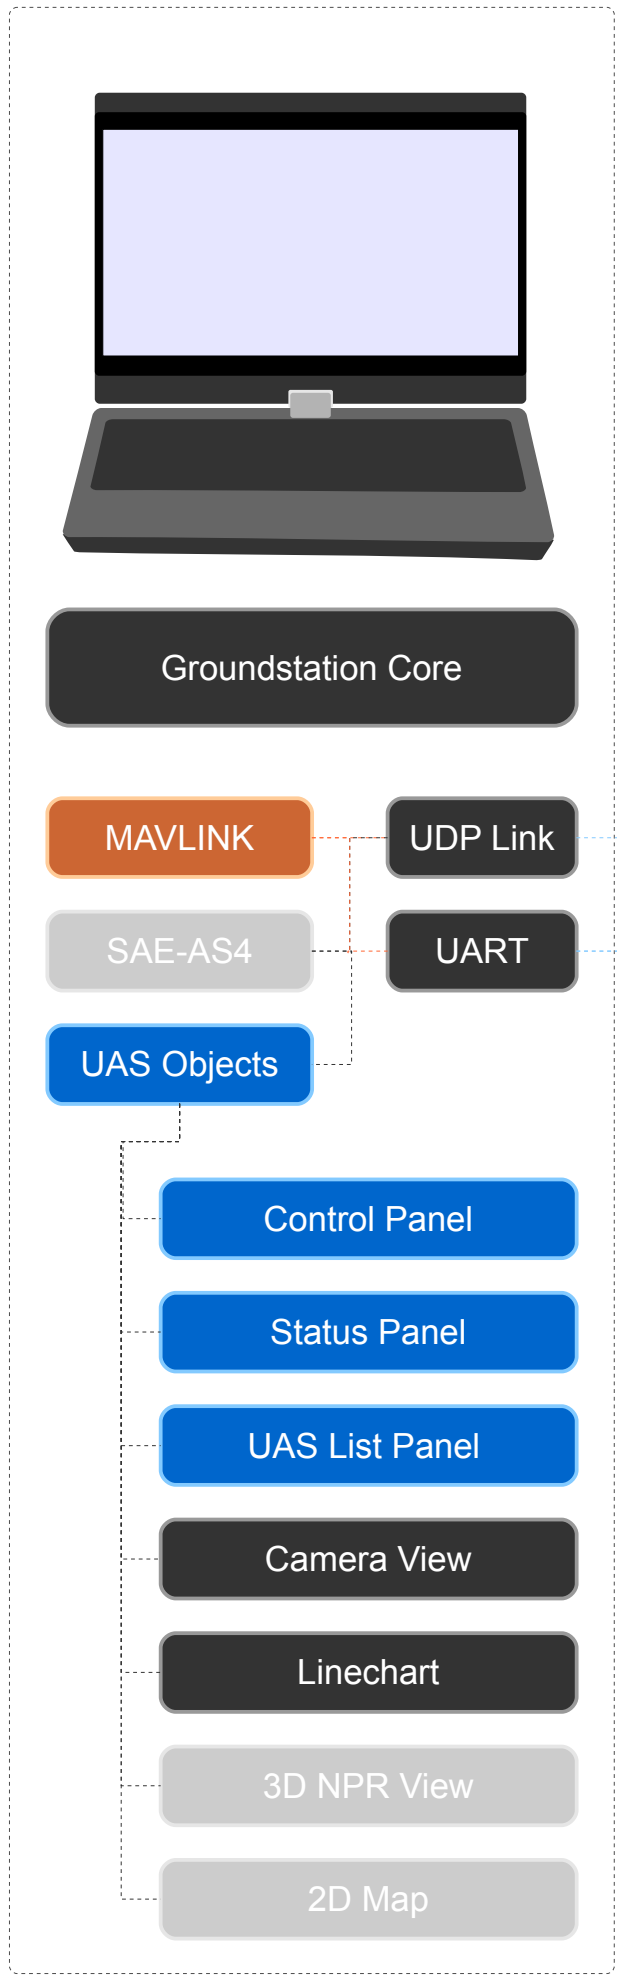 Groundstation Core
MAVLINK
UDP Link
SAE-AS4
UART
UAS Objects
Control Panel
Status Panel
UAS List Panel
Camera View
Linechart
3D NPR View
2D Map